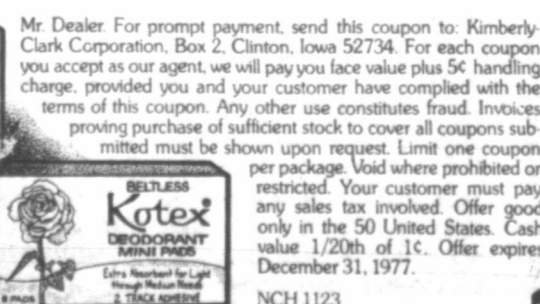 Mr. Dealer. For prompt payment, send this coupon to: Kimberly-
Clark Corporation, Box 2, Clinton, Iowa 52734. For each coupon
you accept as our agent, we will pay you face value plus 5¢ handling
charge, provided you and your customer have complied with the
terms of this coupon. Any other use constitutes fraud. Invoices
proving purchase of sufficient stock to cover all coupons sub-
mitted must be shown upon request. Limit one coupon
per package. Void where prohibited or
restricted. Your customer must pay
any sales tax involved. Offer good
only in the 50 United States. Cash
value 1/20th of 1¢. Offer expires
December 31, 1977.
NCH 1123
BELTLESS
Kotex®
DEODORANT
MINI PADS
Extra Absorbent for Light
through Medium Needs
2 TRACK ADHESIVE
8 PADS